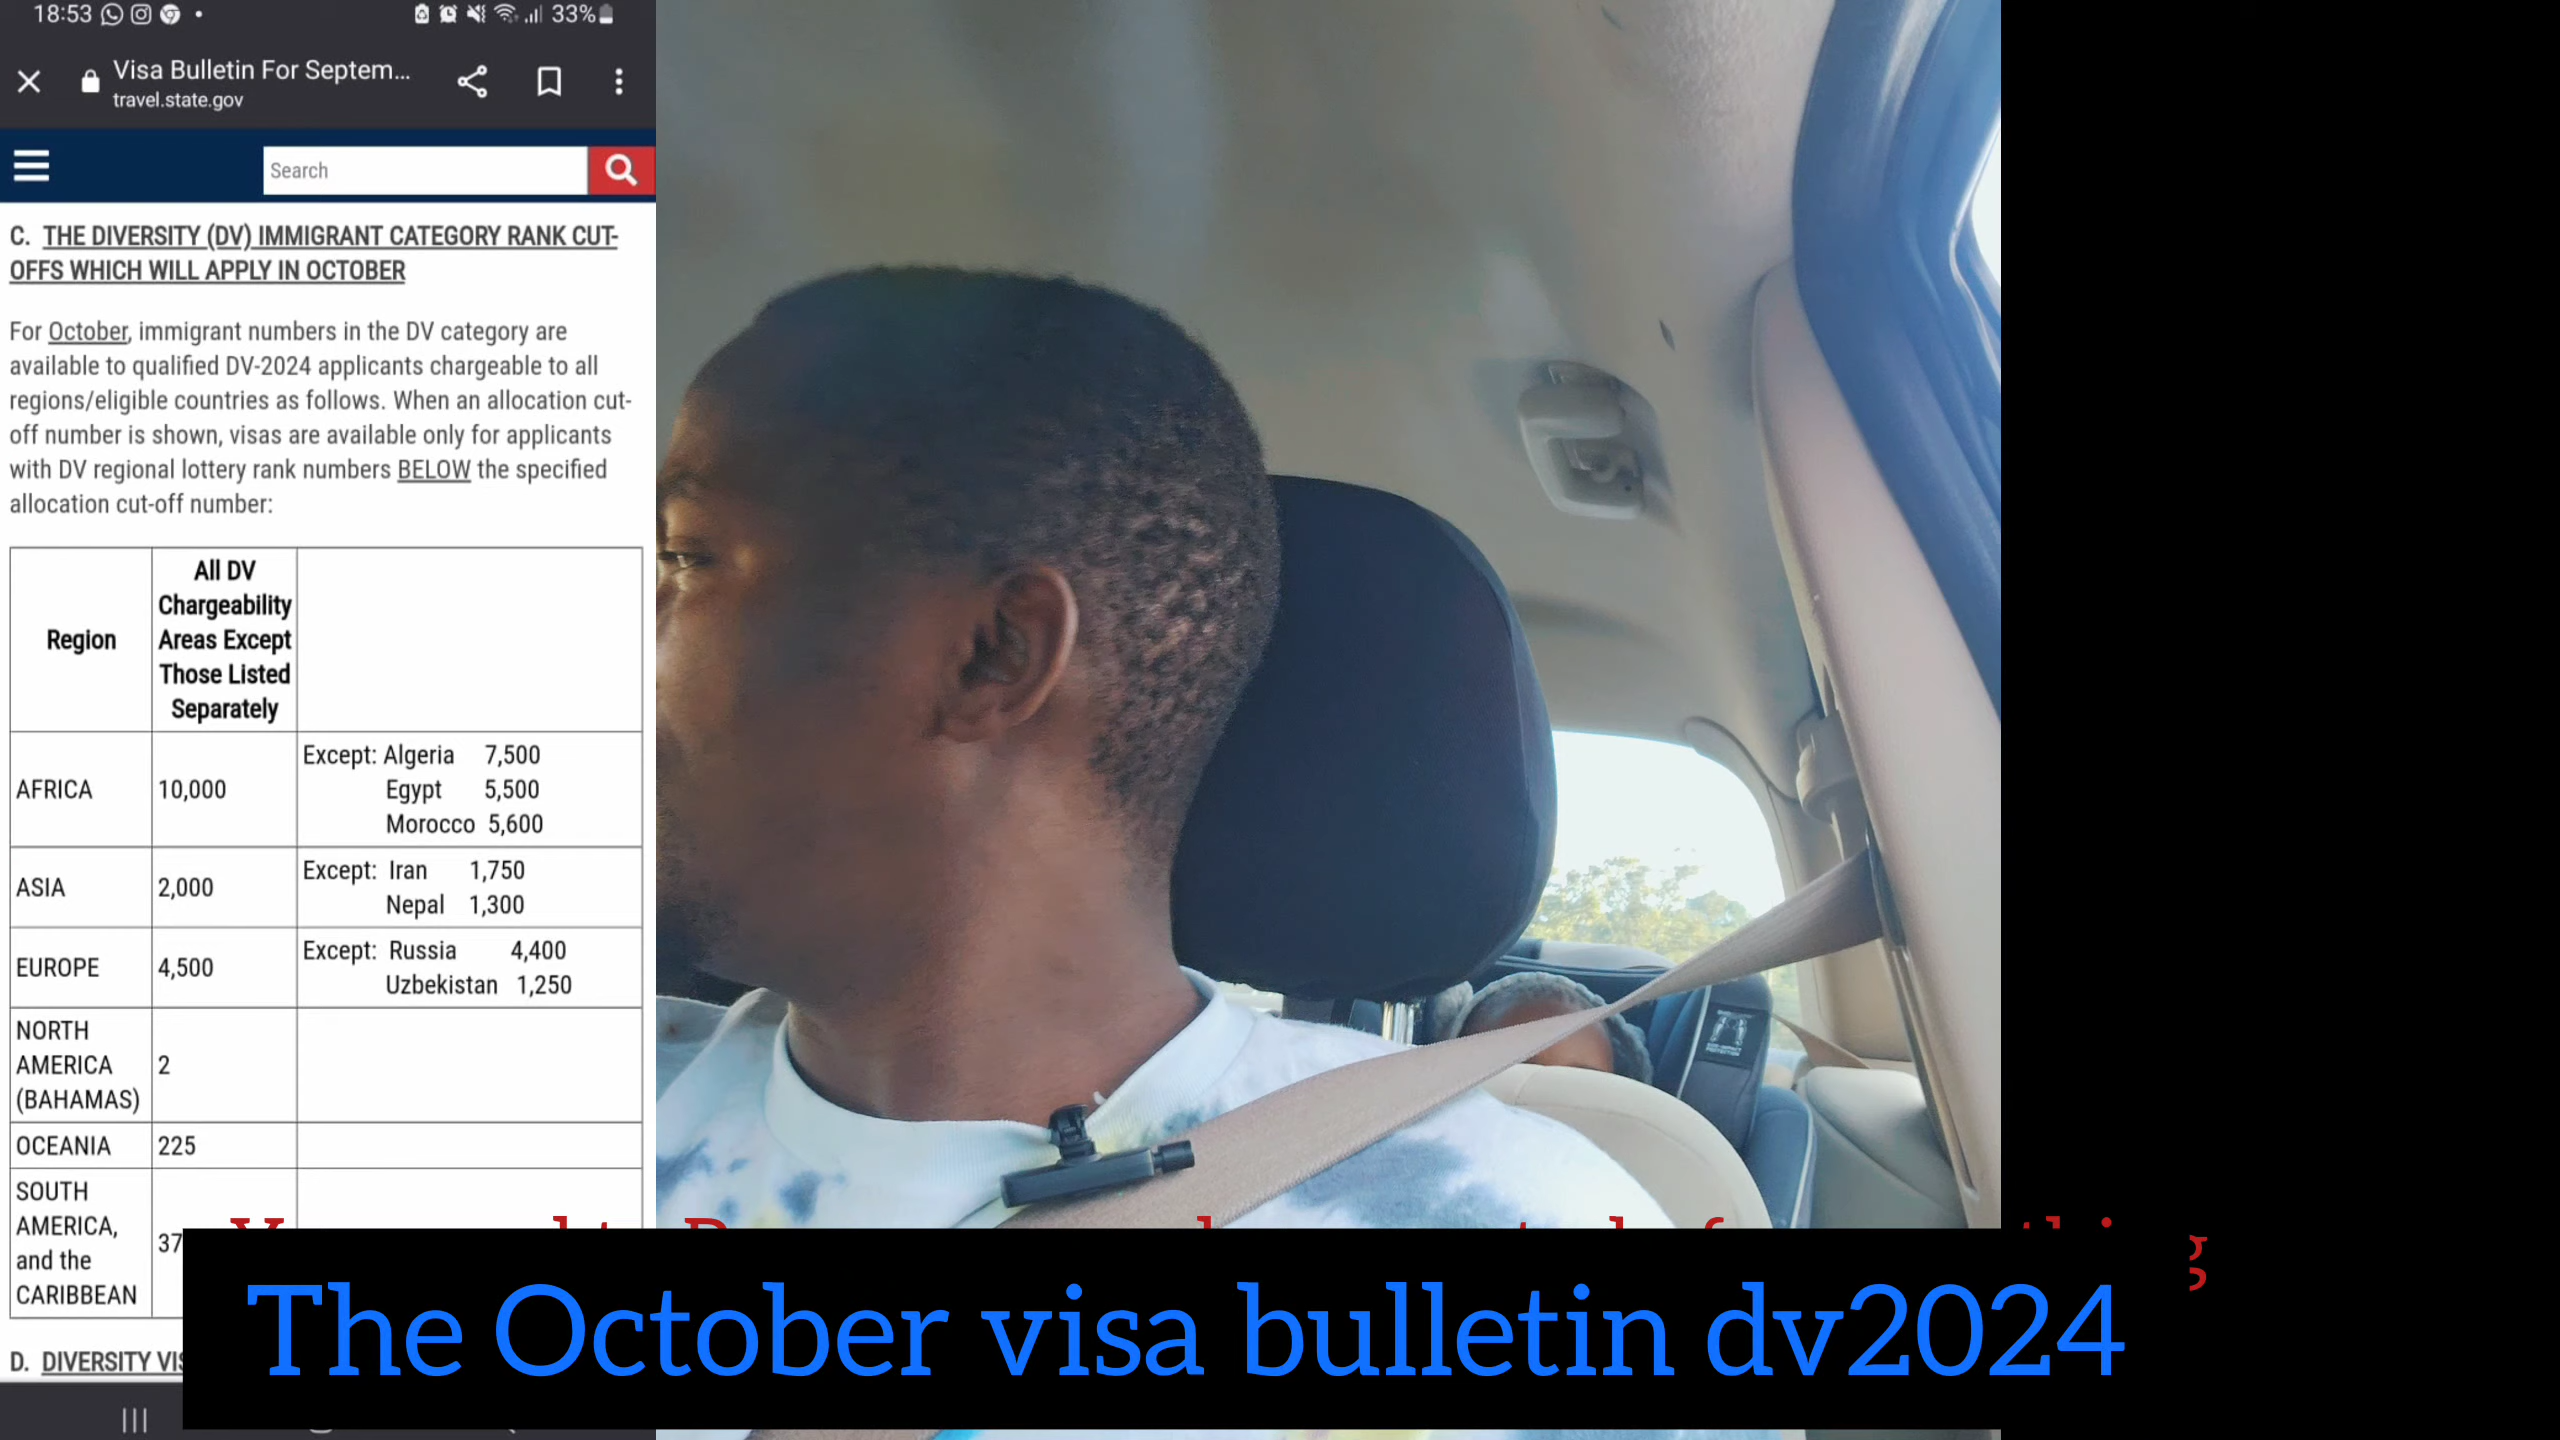 18:53
33%
Visa Bulletin For Septem...
travel.state.gov
Search
C. THE DIVERSITY (DV) IMMIGRANT CATEGORY RANK CUT-
OFFS WHICH WILL APPLY IN OCTOBER
For October, immigrant numbers in the DV category are
available to qualified DV-2024 applicants chargeable to all
regions/eligible countries as follows. When an allocation cut-
off number is shown, visas are available only for applicants
with DV regional lottery rank numbers BELOW the specified
allocation cut-off number:
Region
All DV
Chargeability
Areas Except
Those Listed
Separately
AFRICA
10,000
Except: Algeria 7,500
Egypt 5,500
Morocco 5,600
ASIA
2,000
Except: Iran 1,750
Nepal 1,300
EUROPE
4,500
Except: Russia 4,400
Uzbekistan 1,250
NORTH
AMERICA
(BAHAMAS)
2
OCEANIA
225
SOUTH
AMERICA,
and the
CARIBBEAN
37
D. DIVERSITY
The October visa bulletin dv2024